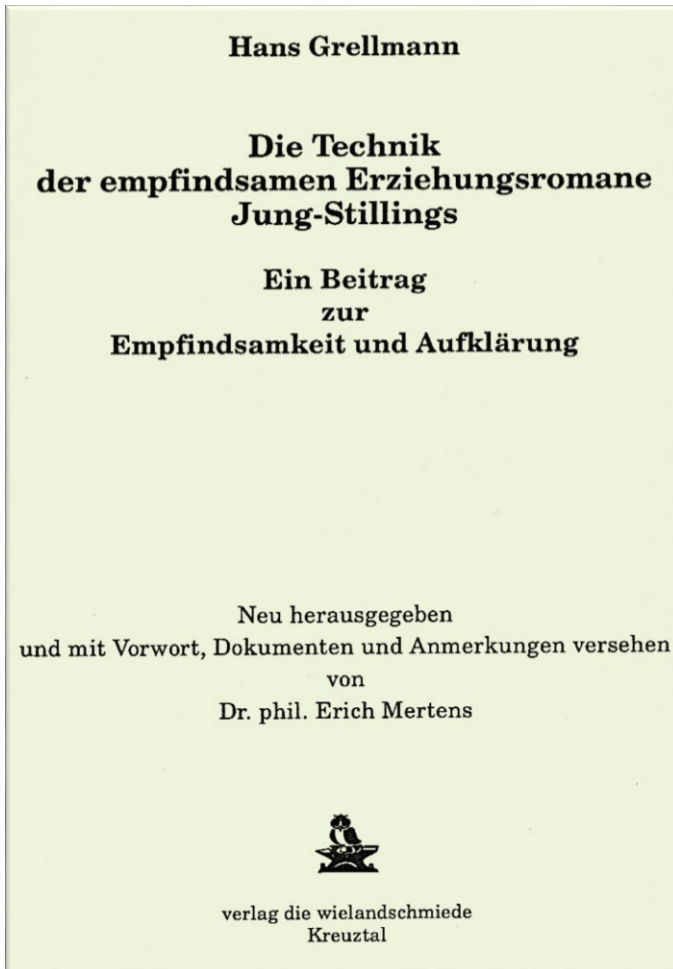 Hans Grellmann
Die Technik
der empfindsamen Erziehungsromane
Jung-Stillings
Ein Beitrag
zur
Empfindsamkeit und Aufklärung
Neu herausgegeben
und mit Vorwort, Dokumenten und Anmerkungen versehen
von
Dr. phil. Erich Mertens
verlag die wielandschmiede
Kreuztal